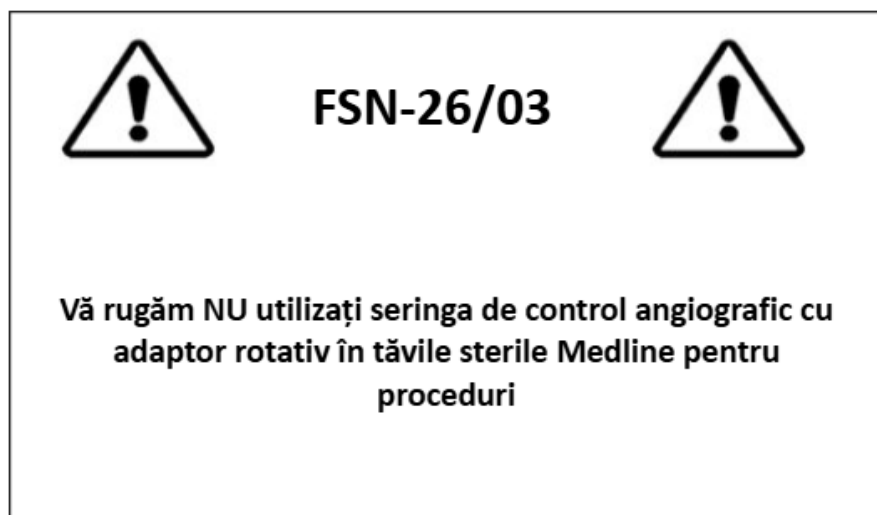 FSN-26/03
Vă rugăm NU utilizați seringa de control angiografic cu
adaptor rotativ în tăvile sterile Medline pentru
proceduri